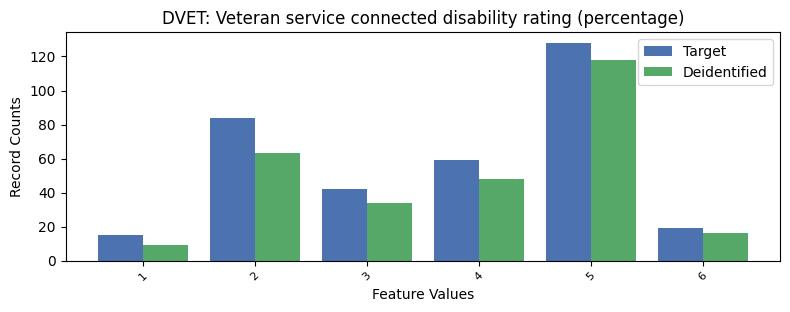 DVET: Veteran service connected disability rating (percentage)
Target
Deidentified
Record Counts
120
100
80
60
40
20
0
1 2 3 4 5 6
Feature Values